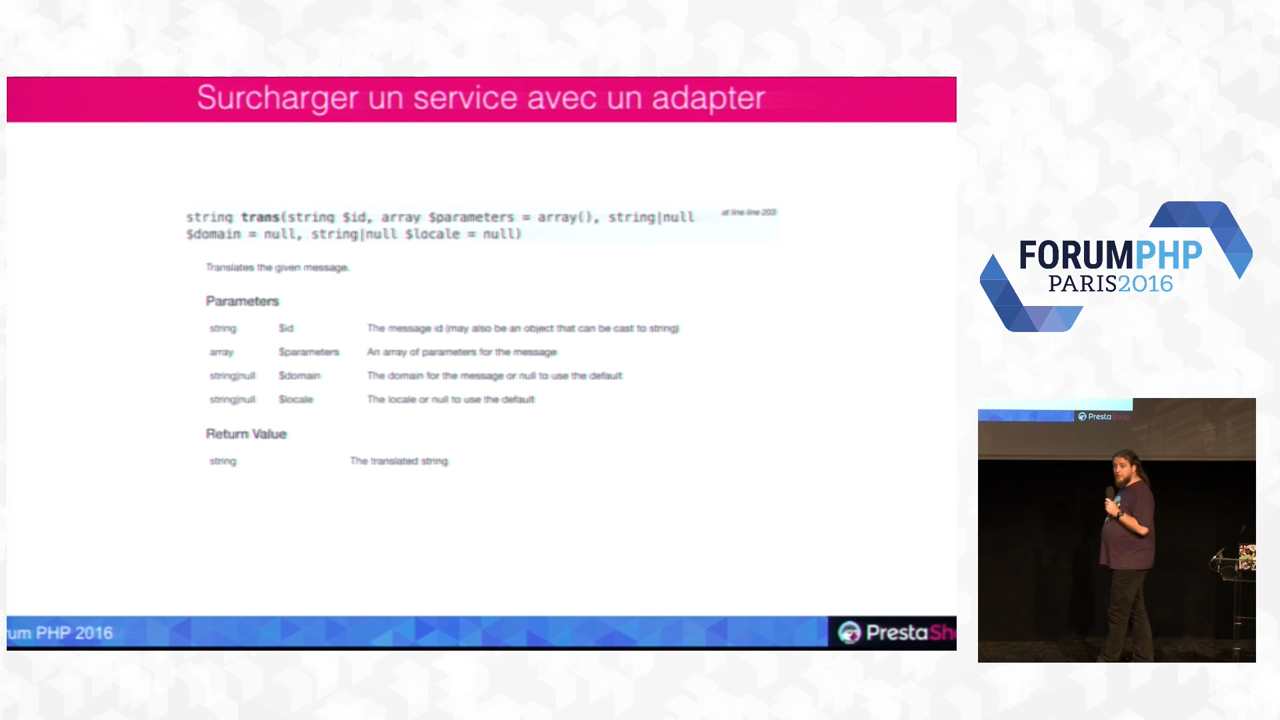 Surcharger un service avec un adapter
string trans(string $id, array $parameters = array(), string|null
$domain = null, string|null $locale = null)
at line line 203
Translates the given message.
Parameters
string $id The message id (may also be an object that can be cast to string)
array $parameters An array of parameters for the message
string|null $domain The domain for the message or null to use the default
string|null $locale The locale or null to use the default
Return Value
string The translated string
um PHP 2016
PrestaSh
FORUMPHP
PARIS2016
Presta